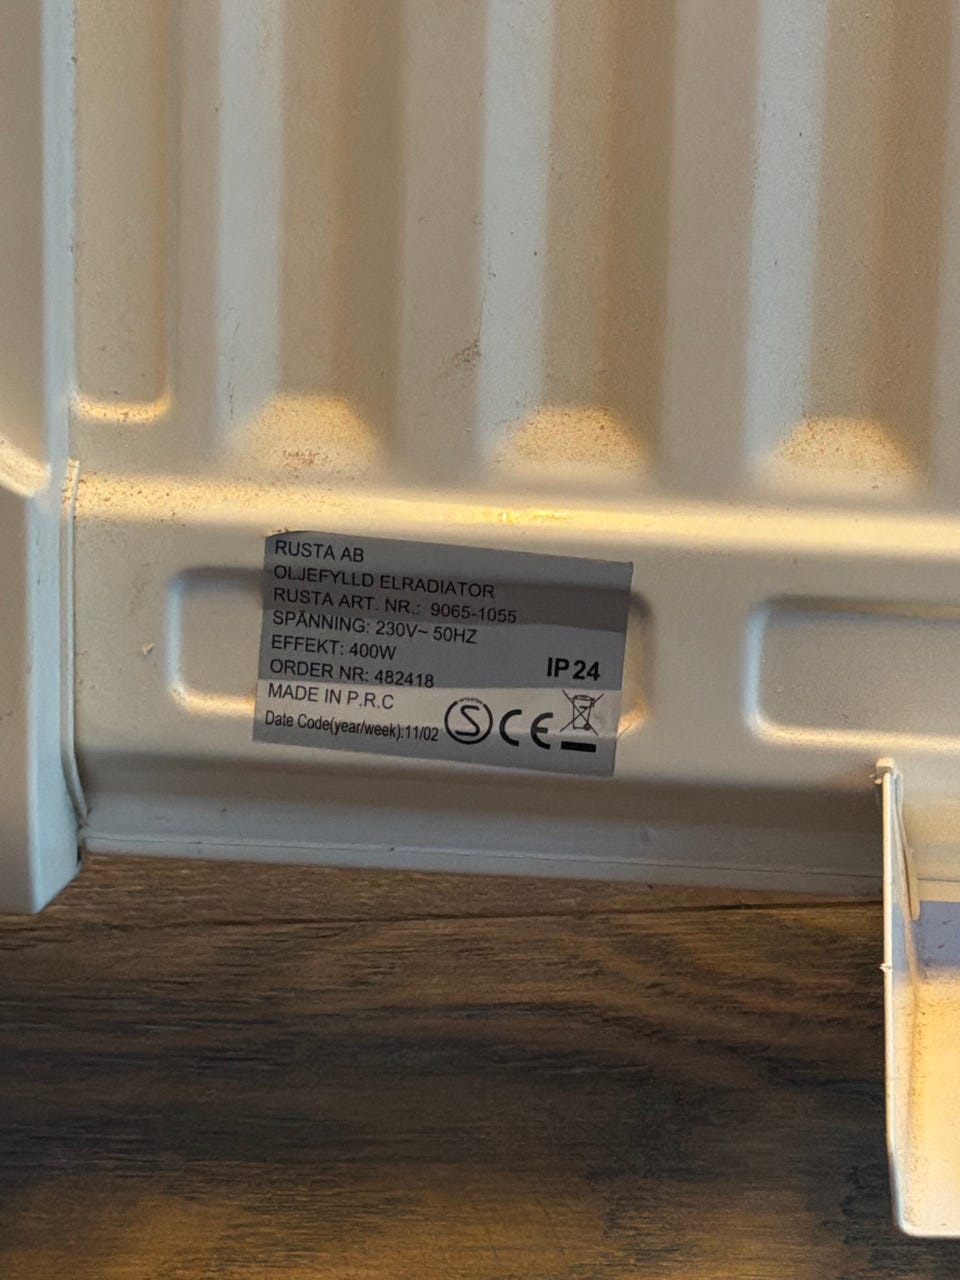 RUSTA AB
OLJEFYLLD ELRADIATOR
RUSTA ART. NR.: 9065-1055
SPÄNNING: 230V~ 50HZ
EFFEKT: 400W
ORDER NR: 482418
IP24
MADE IN P.R.C
Date Code(year/week):11/02
S CE